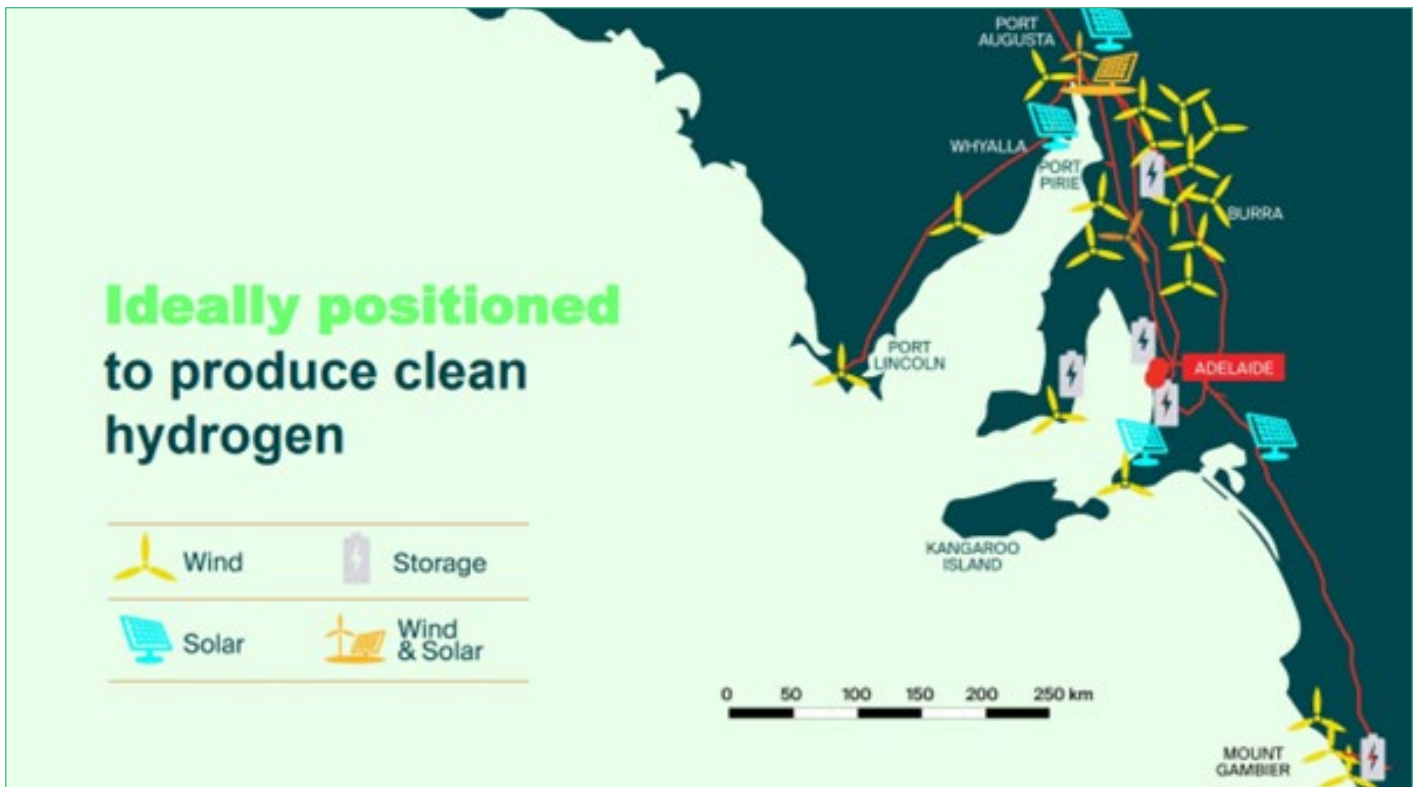 PORT
AUGUSTA
WHYALLA
PORT
PIRIE
BURRA
Ideally positioned
to produce clean
hydrogen
PORT
LINCOLN
ADELAIDE
KANGAROO
ISLAND
Wind
Storage
Solar
Wind
& Solar
0 50 100 150 200 250 km
MOUNT
GAMBIER